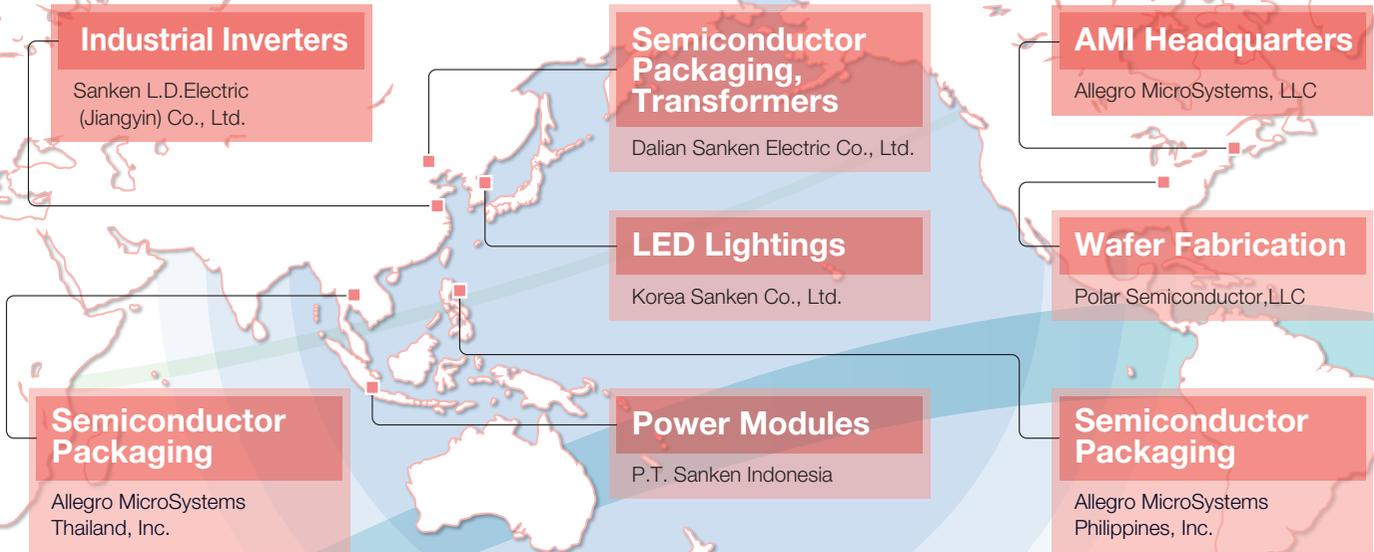 Industrial Inverters
Sanken L.D.Electric
(Jiangyin) Co., Ltd.
Semiconductor
Packaging,
Transformers
Dalian Sanken Electric Co., Ltd.
AMI Headquarters
Allegro MicroSystems, LLC
LED Lightings
Korea Sanken Co., Ltd.
Wafer Fabrication
Polar Semiconductor,LLC
Semiconductor
Packaging
Allegro MicroSystems
Thailand, Inc.
Power Modules
P.T. Sanken Indonesia
Semiconductor
Packaging
Allegro MicroSystems
Philippines, Inc.